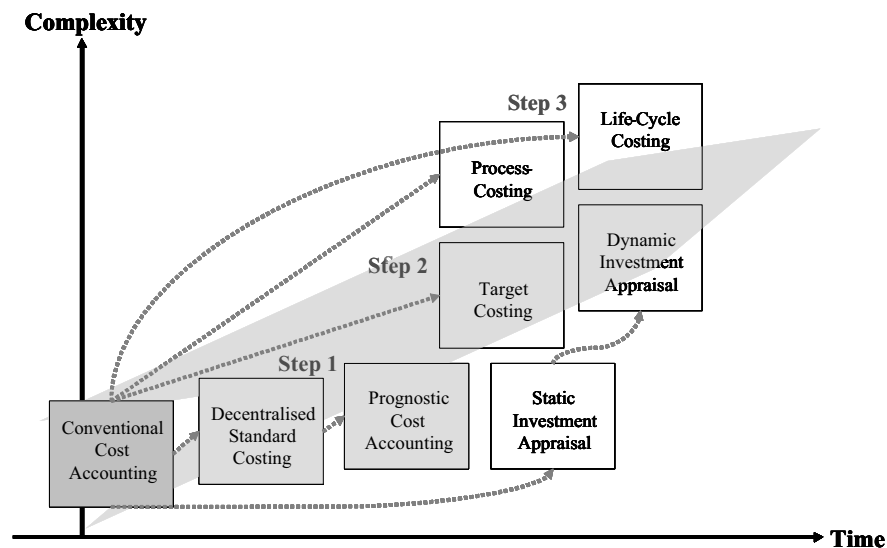 Complexity
Step 3
Life-Cycle
Costing
Process-
Costing
Step 2
Dynamic
Investment
Appraisal
Target
Costing
Step 1
Conventional
Cost
Accounting
Decentralised
Standard
Costing
Prognostic
Cost
Accounting
Static
Investment
Appraisal
Time